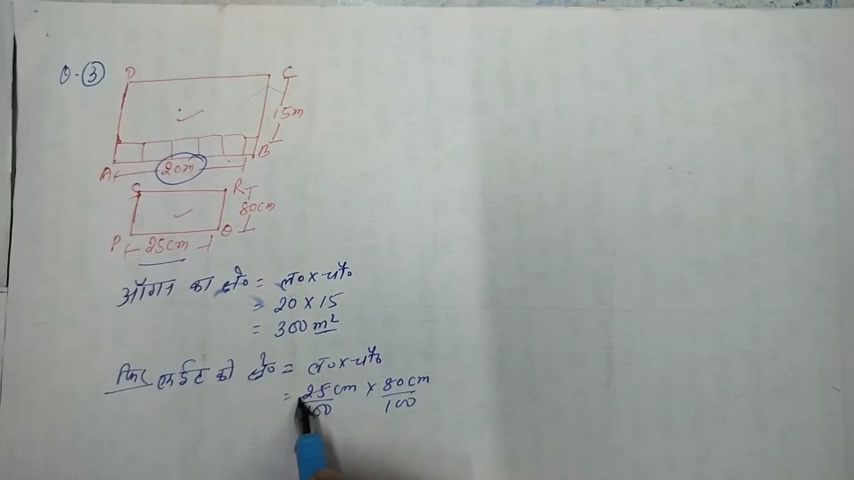 Q-3
D C
15m
A 20m B
S R
80cm
P 25cm Q
आँगन का क्षे० = ल०×चौ०
= 20×15
= 300 m²
ईट का क्षे० = ल०×चौ०
= 25cm/100 × 80cm/100